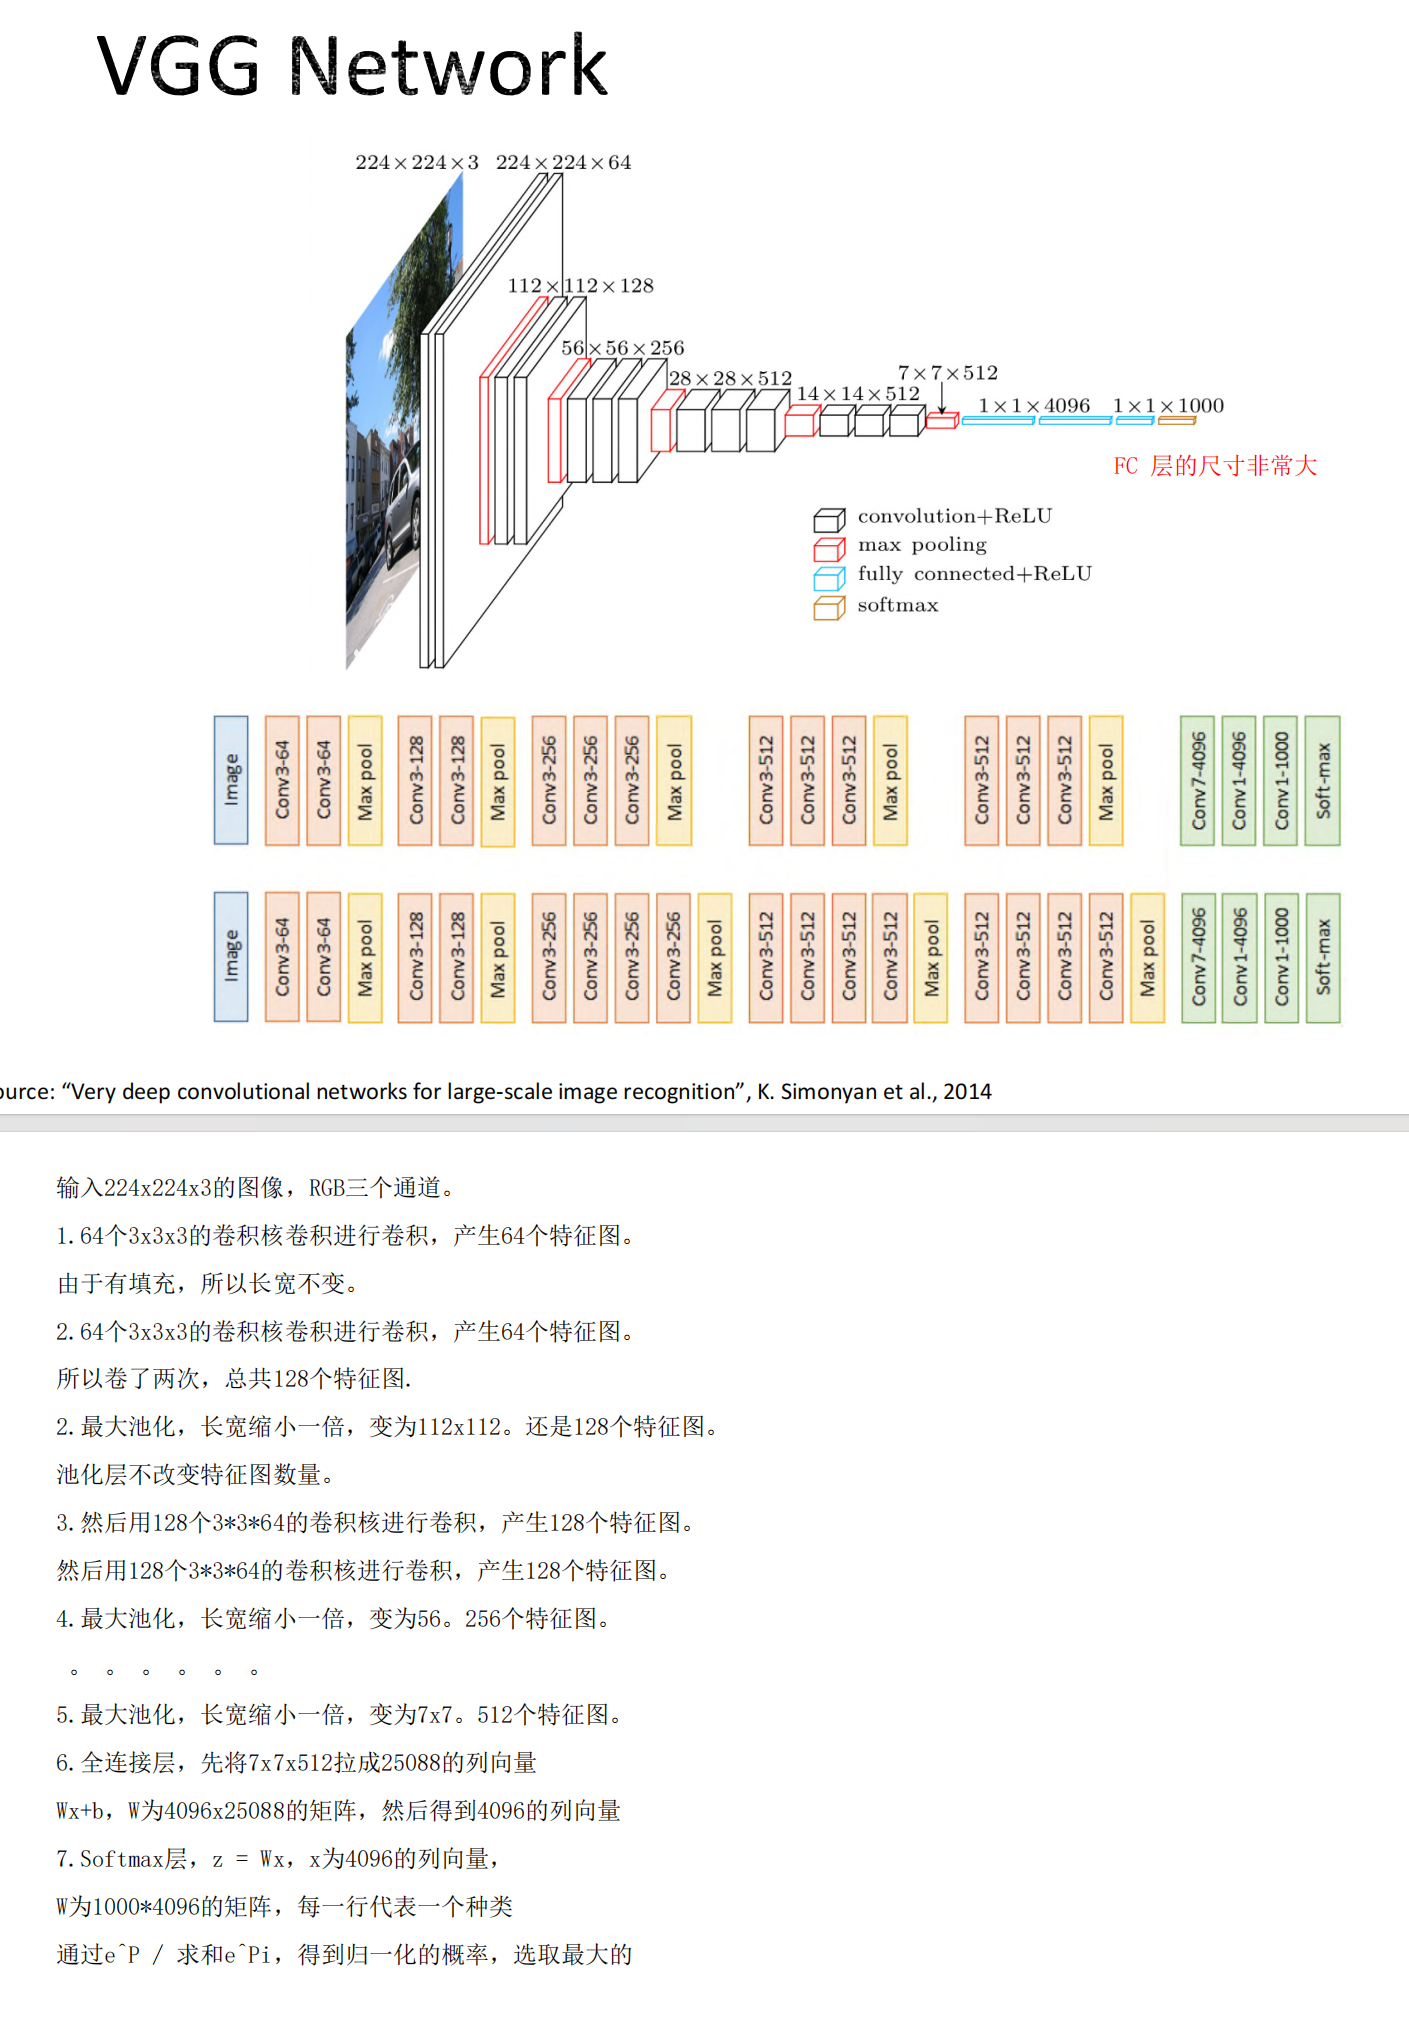 VGG Network
224×224×3 224×224×64
112×112×128
56×56×256
28×28×512
14×14×512
7×7×512
1×1×4096 1×1×1000
FC 层的尺寸非常大
convolution+ReLU
max pooling
fully connected+ReLU
softmax
Image Conv3-64 Conv3-64 Max pool Conv3-128 Conv3-128 Max pool Conv3-256 Conv3-256 Conv3-256 Max pool Conv3-512 Conv3-512 Conv3-512 Max pool Conv3-512 Conv3-512 Conv3-512 Max pool Conv7-4096 Conv1-4096 Conv1-1000 Soft-max
Image Conv3-64 Conv3-64 Max pool Conv3-128 Conv3-128 Max pool Conv3-256 Conv3-256 Conv3-256 Conv3-256 Max pool Conv3-512 Conv3-512 Conv3-512 Conv3-512 Max pool Conv3-512 Conv3-512 Conv3-512 Conv3-512 Max pool Conv7-4096 Conv1-4096 Conv1-1000 Soft-max
ource: “Very deep convolutional networks for large-scale image recognition”, K. Simonyan et al., 2014
输入224x224x3的图像，RGB三个通道。
1.64个3x3x3的卷积核卷积进行卷积，产生64个特征图。
由于有填充，所以长宽不变。
2.64个3x3x3的卷积核卷积进行卷积，产生64个特征图。
所以卷了两次，总共128个特征图.
2.最大池化，长宽缩小一倍，变为112x112。还是128个特征图。
池化层不改变特征图数量。
3.然后用128个3*3*64的卷积核进行卷积，产生128个特征图。
然后用128个3*3*64的卷积核进行卷积，产生128个特征图。
4.最大池化，长宽缩小一倍，变为56。256个特征图。
。。。。。。
5.最大池化，长宽缩小一倍，变为7x7。512个特征图。
6.全连接层，先将7x7x512拉成25088的列向量
Wx+b，W为4096x25088的矩阵，然后得到4096的列向量
7.Softmax层，z = Wx，x为4096的列向量，
W为1000*4096的矩阵，每一行代表一个种类
通过e^P / 求和e^Pi，得到归一化的概率，选取最大的